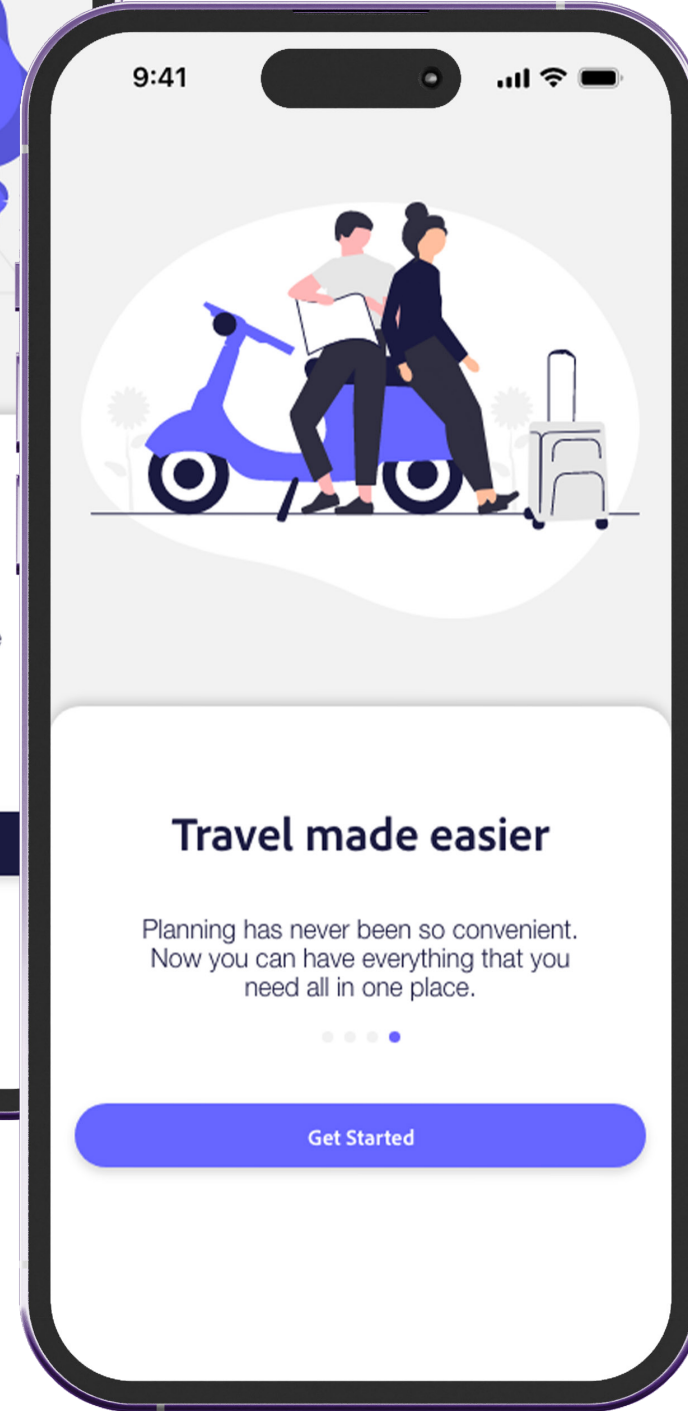 9:41
Travel made easier
Planning has never been so convenient.
Now you can have everything that you
need all in one place.
Get Started